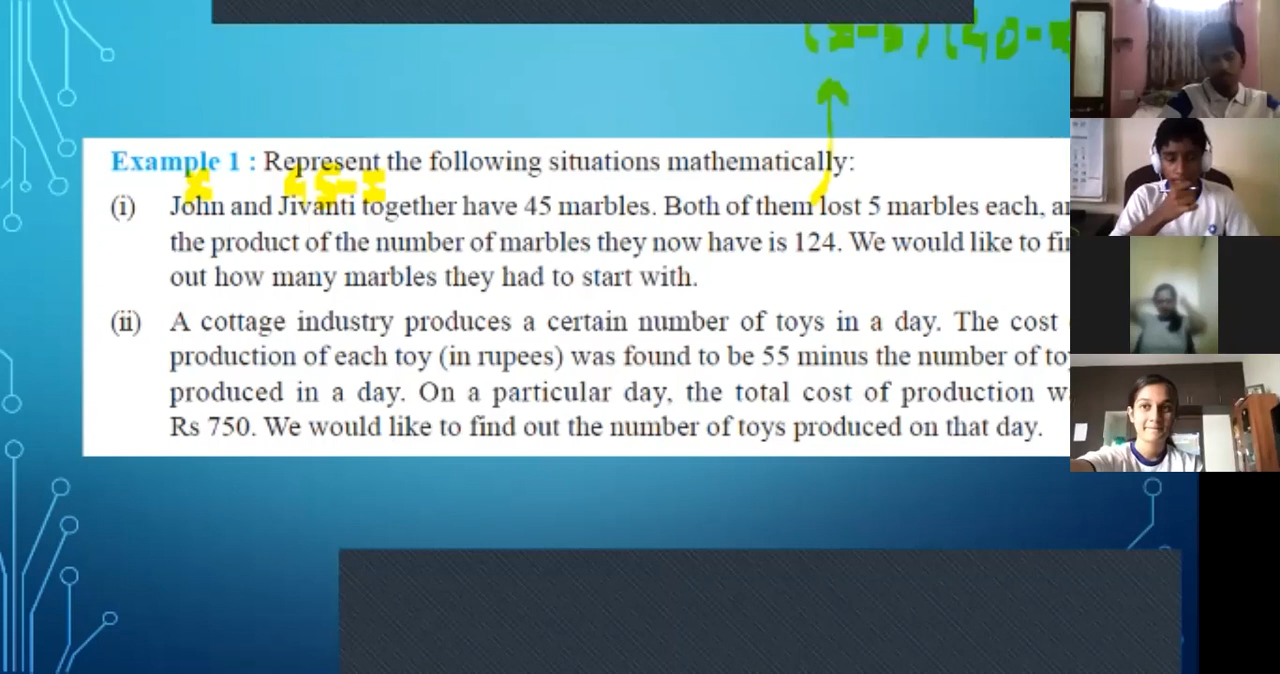 (x-5)(40-x
Example 1 : Represent the following situations mathematically:
x 45-x
(i) John and Jivanti together have 45 marbles. Both of them lost 5 marbles each, an
the product of the number of marbles they now have is 124. We would like to fin
out how many marbles they had to start with.
(ii) A cottage industry produces a certain number of toys in a day. The cost
production of each toy (in rupees) was found to be 55 minus the number of to
produced in a day. On a particular day, the total cost of production w
Rs 750. We would like to find out the number of toys produced on that day.